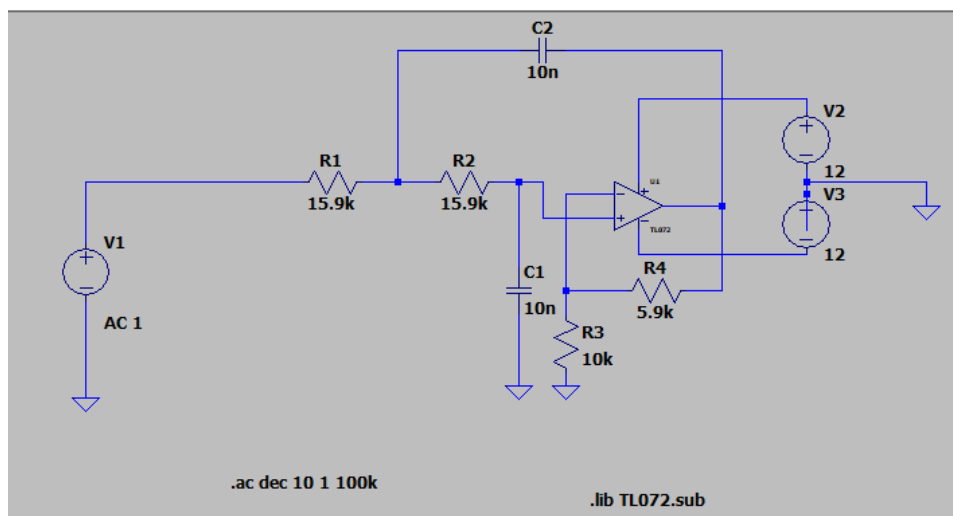 C2
10n
V2
R1
R2
U1
12
15.9k
15.9k
V3
TL072
V1
R4
12
C1
5.9k
10n
R3
AC 1
10k
.ac dec 10 1 100k
.lib TL072.sub